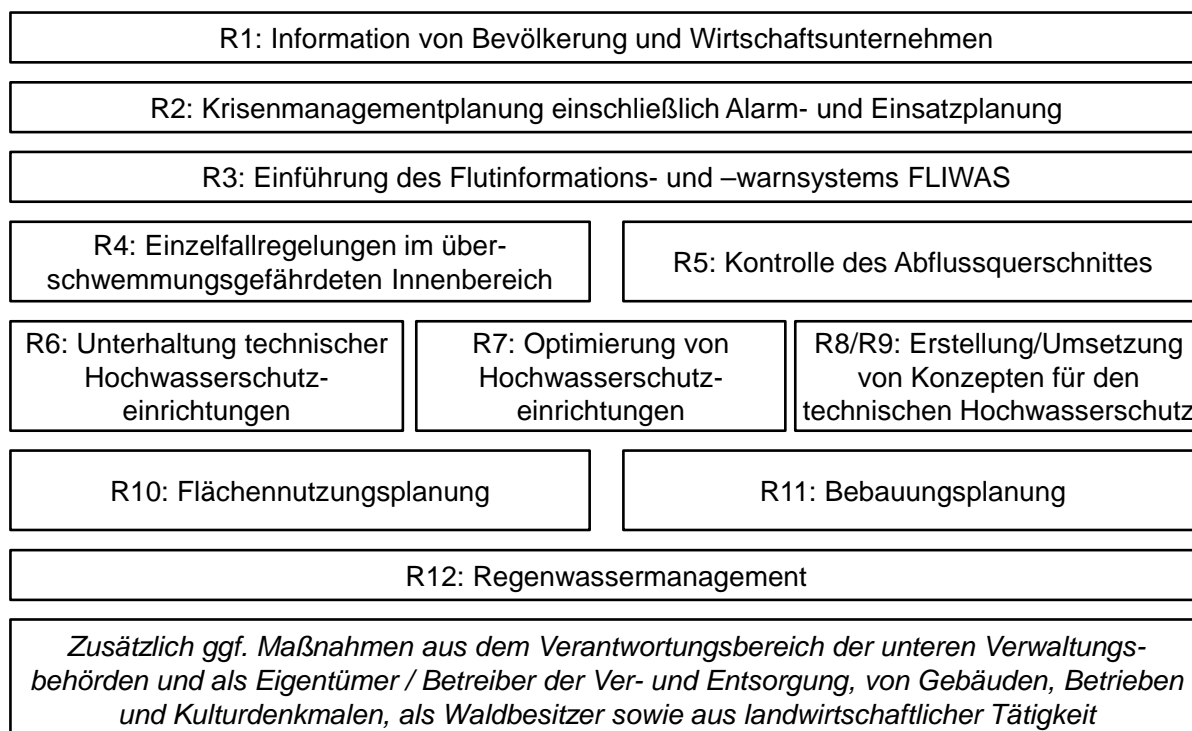 R1: Information von Bevölkerung und Wirtschaftsunternehmen
R2: Krisenmanagementplanung einschließlich Alarm- und Einsatzplanung
R3: Einführung des Flutinformations- und –warnsystems FLIWAS
R4: Einzelfallregelungen im über-
schwemmungsgefährdeten Innenbereich
R5: Kontrolle des Abflussquerschnittes
R6: Unterhaltung technischer
Hochwasserschutz-
einrichtungen
R7: Optimierung von
Hochwasserschutz-
einrichtungen
R8/R9: Erstellung/Umsetzung
von Konzepten für den
technischen Hochwasserschutz
R10: Flächennutzungsplanung
R11: Bebauungsplanung
R12: Regenwassermanagement
Zusätzlich ggf. Maßnahmen aus dem Verantwortungsbereich der unteren Verwaltungs-
behörden und als Eigentümer / Betreiber der Ver- und Entsorgung, von Gebäuden, Betrieben
und Kulturdenkmalen, als Waldbesitzer sowie aus landwirtschaftlicher Tätigkeit